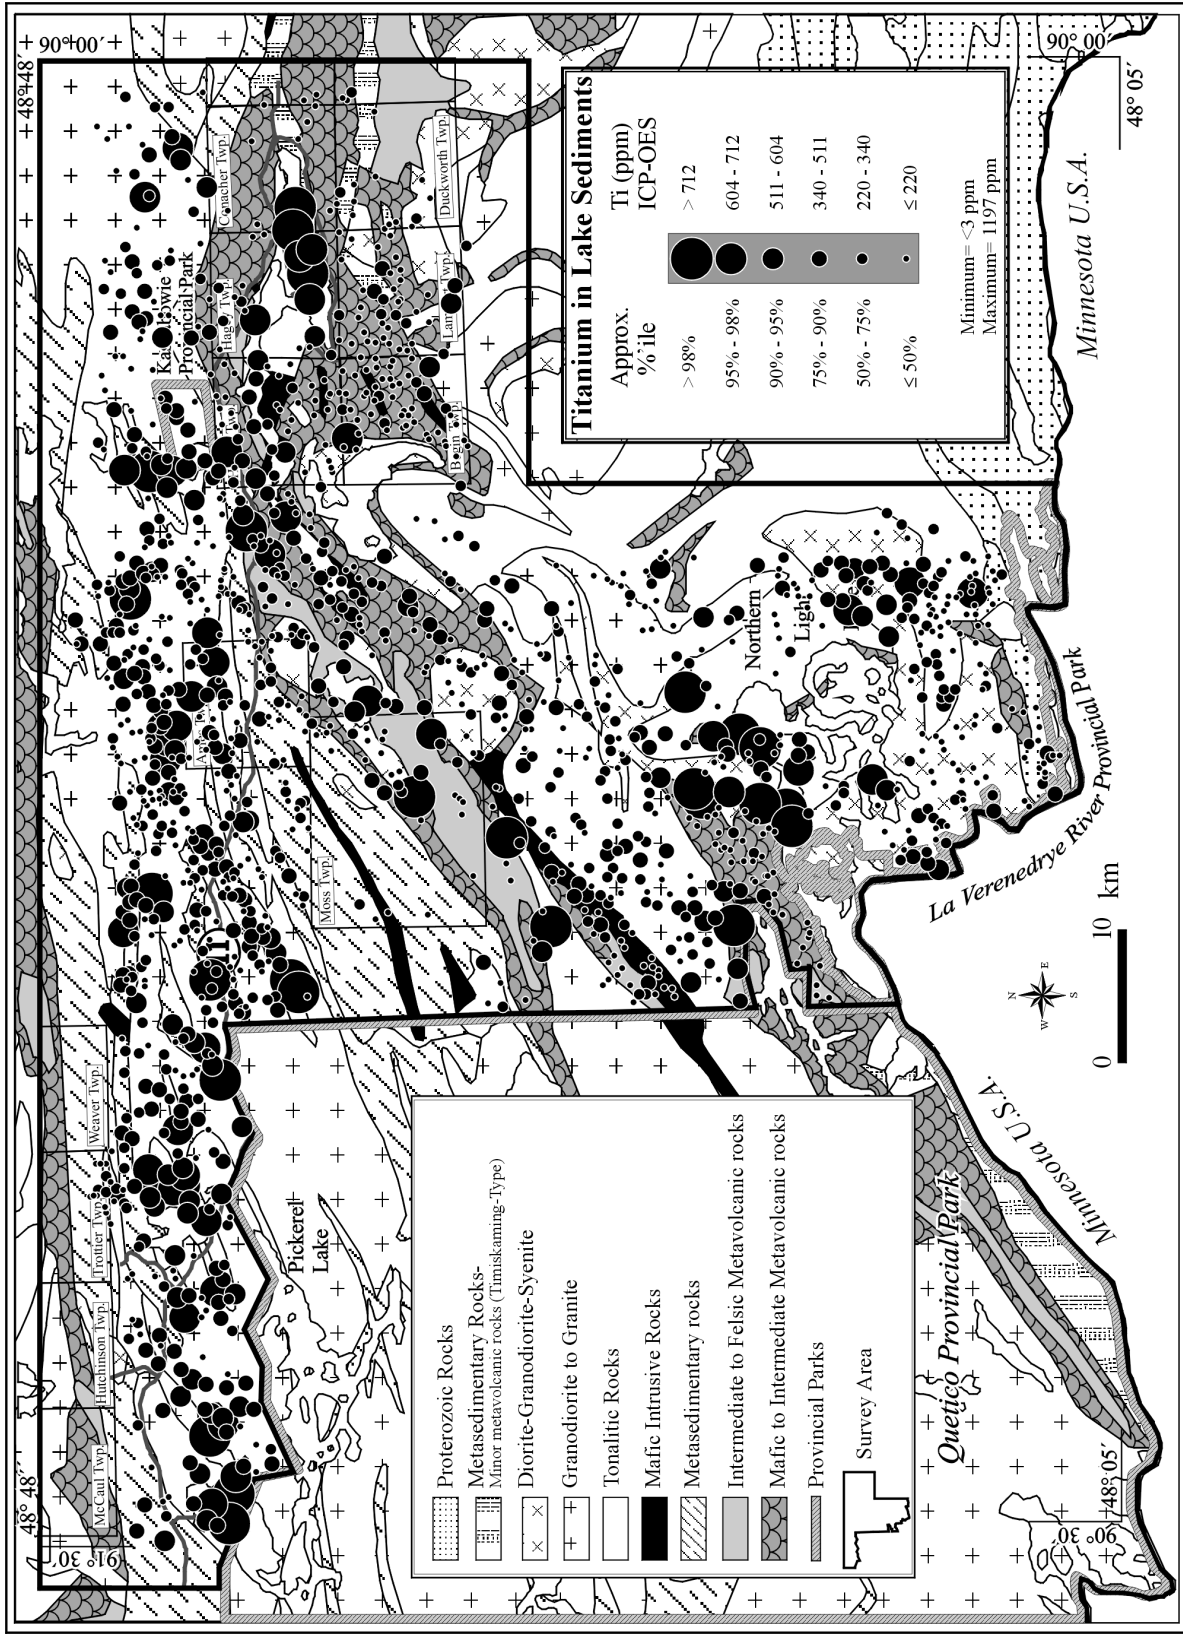 48° 48´
91° 30´
McCaul Twp.
Hutchinson Twp.
Trottier Twp.
Weaver Twp.
Moss Twp.
11
Conacher Twp.
Duckworth Twp.
48°48´
90°00´
Provincial Park
Pickerel
Lake
Northern
Light
Titanium in Lake Sediments
Approx.
%'ile
Ti (ppm)
ICP-OES
> 98%
> 712
95% - 98%
604 - 712
90% - 95%
511 - 604
75% - 90%
340 - 511
50% - 75%
220 - 340
≤ 50%
≤ 220
Minimum= <3 ppm
Maximum= 1197 ppm
90° 00´
48° 05´
Minnesota U.S.A.
La Verenedrye River Provincial Park
Proterozoic Rocks
Metasedimentary Rocks-
Minor metavolcanic rocks (Timiskaming-Type)
Diorite-Granodiorite-Syenite
Granodiorite to Granite
Tonalitic Rocks
Mafic Intrusive Rocks
Metasedimentary rocks
Intermediate to Felsic Metavolcanic rocks
Mafic to Intermediate Metavolcanic rocks
Provincial Parks
Survey Area
Quetico Provincial Park
Minnesota U.S.A.
N
E
S
W
0
10
km
48° 05´
90° 30´